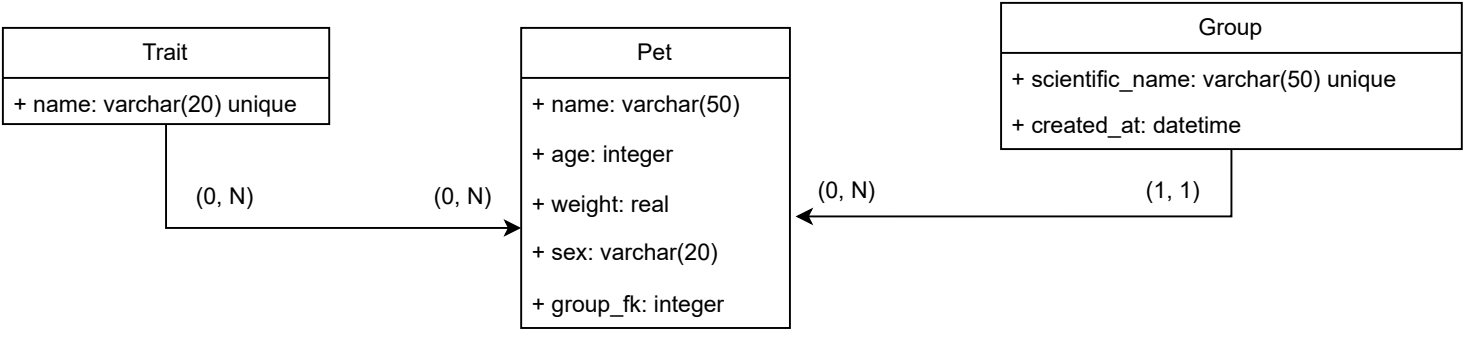 Trait
+ name: varchar(20) unique
(0, N)
(0, N)
Pet
+ name: varchar(50)
+ age: integer
+ weight: real
+ sex: varchar(20)
+ group_fk: integer
(0, N)
(1, 1)
Group
+ scientific_name: varchar(50) unique
+ created_at: datetime